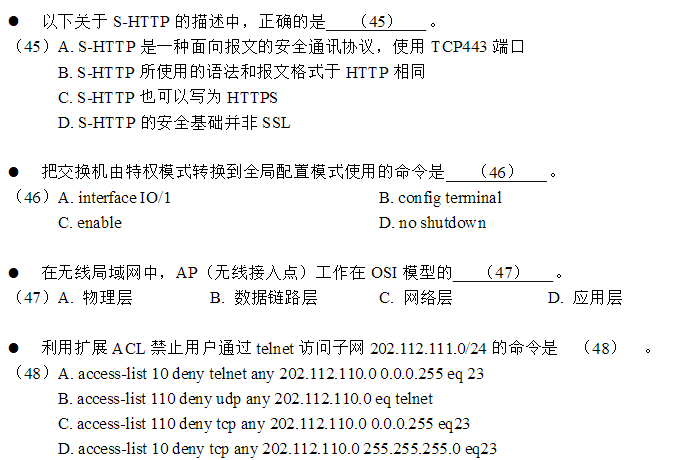 ● 以下关于 S-HTTP 的描述中，正确的是 （45） 。
（45）A. S-HTTP 是一种面向报文的安全通讯协议，使用 TCP443 端口
B. S-HTTP 所使用的语法和报文格式于 HTTP 相同
C. S-HTTP 也可以写为 HTTPS
D. S-HTTP 的安全基础并非 SSL
● 把交换机由特权模式转换到全局配置模式使用的命令是 （46） 。
（46）A. interface IO/1 B. config terminal
C. enable D. no shutdown
● 在无线局域网中，AP（无线接入点）工作在 OSI 模型的 （47） 。
（47）A. 物理层 B. 数据链路层 C. 网络层 D. 应用层
● 利用扩展 ACL 禁止用户通过 telnet 访问子网 202.112.111.0/24 的命令是 （48） 。
（48）A. access-list 10 deny telnet any 202.112.110.0 0.0.0.255 eq 23
B. access-list 110 deny udp any 202.112.110.0 eq telnet
C. access-list 110 deny tcp any 202.112.110.0 0.0.0.255 eq23
D. access-list 10 deny tcp any 202.112.110.0 255.255.255.0 eq23